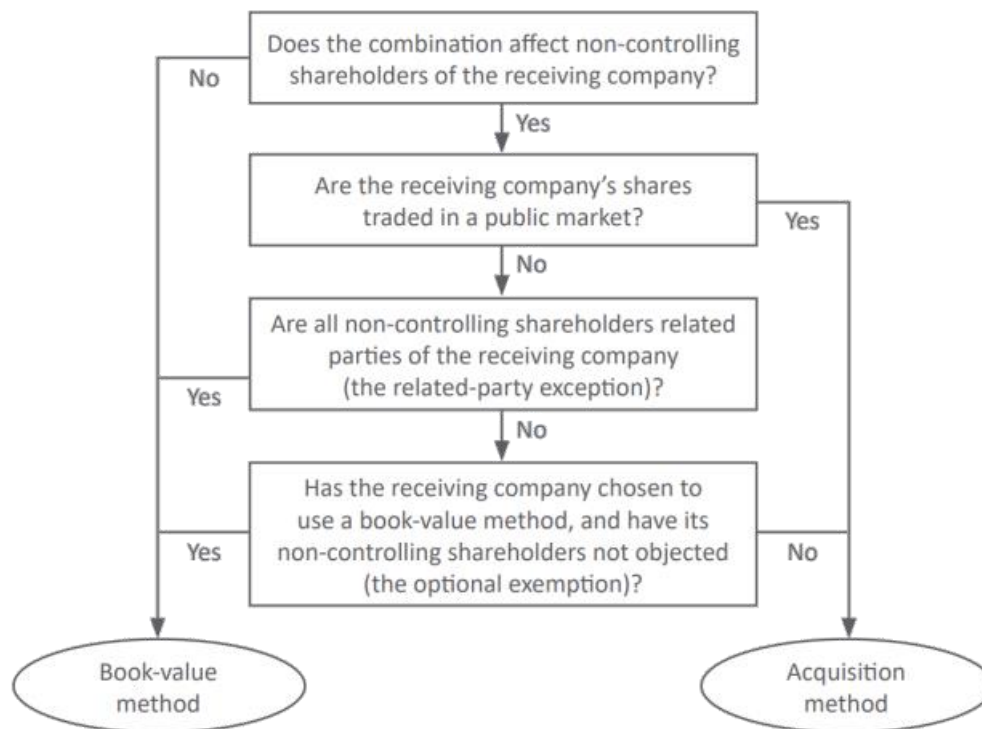 Does the combination affect non-controlling
shareholders of the receiving company?
No
Yes
Are the receiving company’s shares
traded in a public market?
Yes
No
Are all non-controlling shareholders related
parties of the receiving company
(the related-party exception)?
Yes
No
Has the receiving company chosen to
use a book-value method, and have its
non-controlling shareholders not objected
(the optional exemption)?
Yes
No
Book-value
method
Acquisition
method